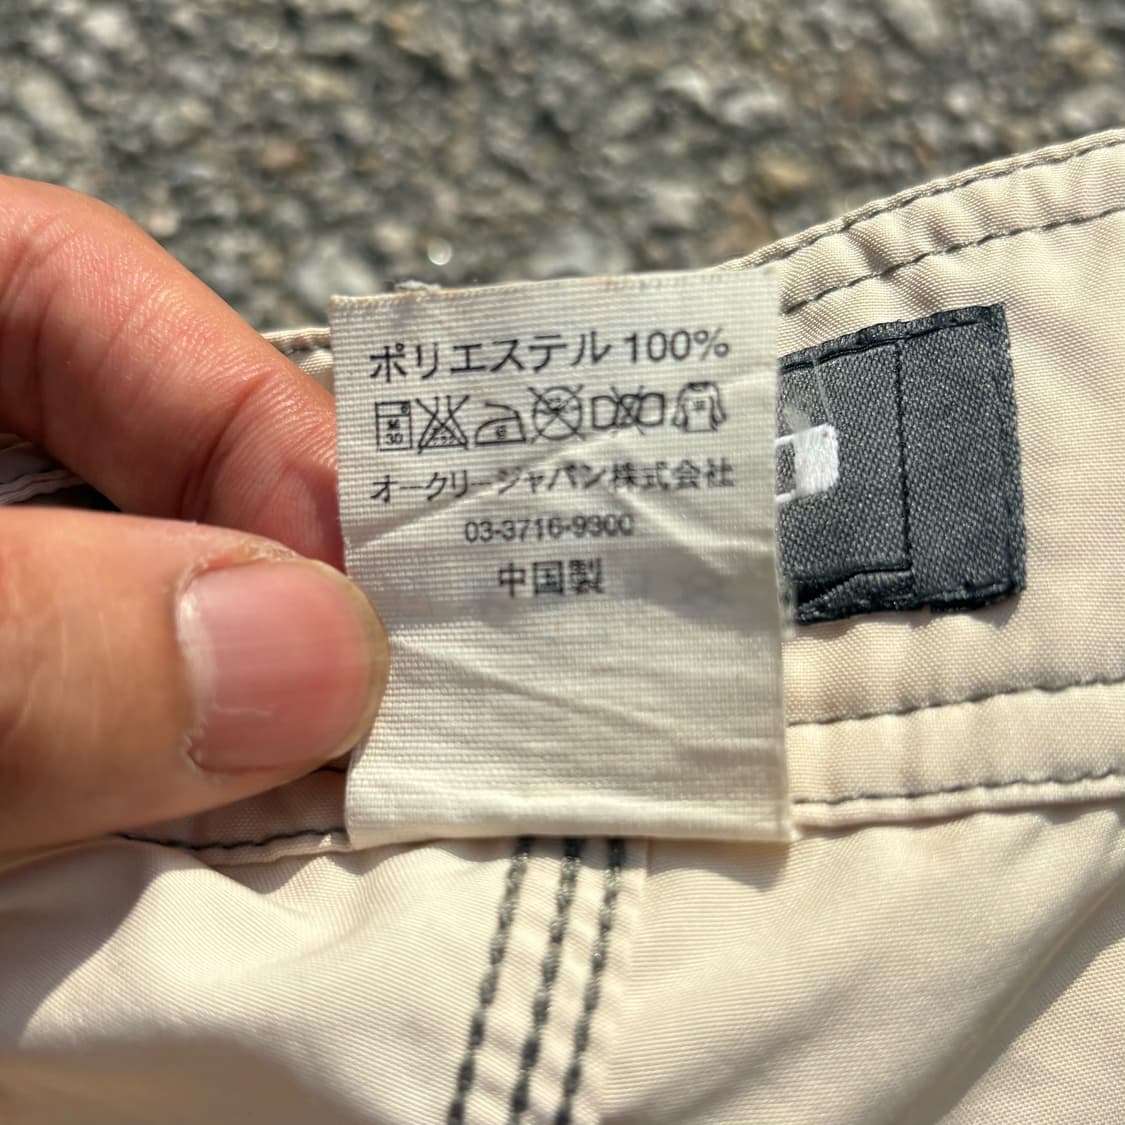 ポリエステル 100%
オークリージャパン株式会社
03-3716-9300
中国製